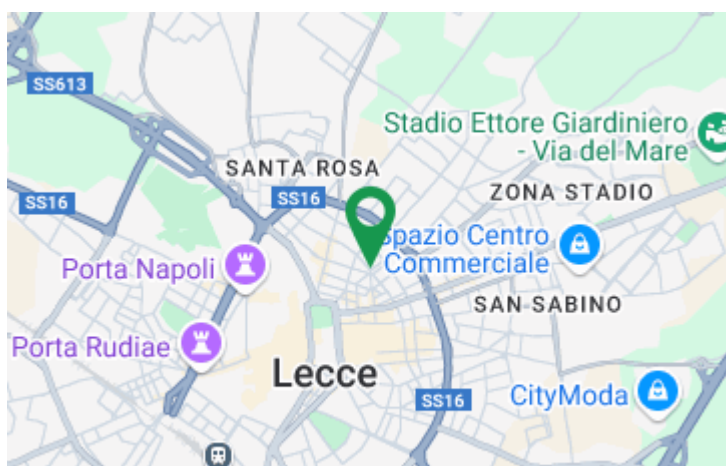 SS613
Stadio Ettore Giardiniero
- Via del Mare
SANTA ROSA
SS16
SS16
ZONA STADIO
Spazio Centro
Commerciale
Porta Napoli
SAN SABINO
Porta Rudiae
Lecce
CityModa
SS16